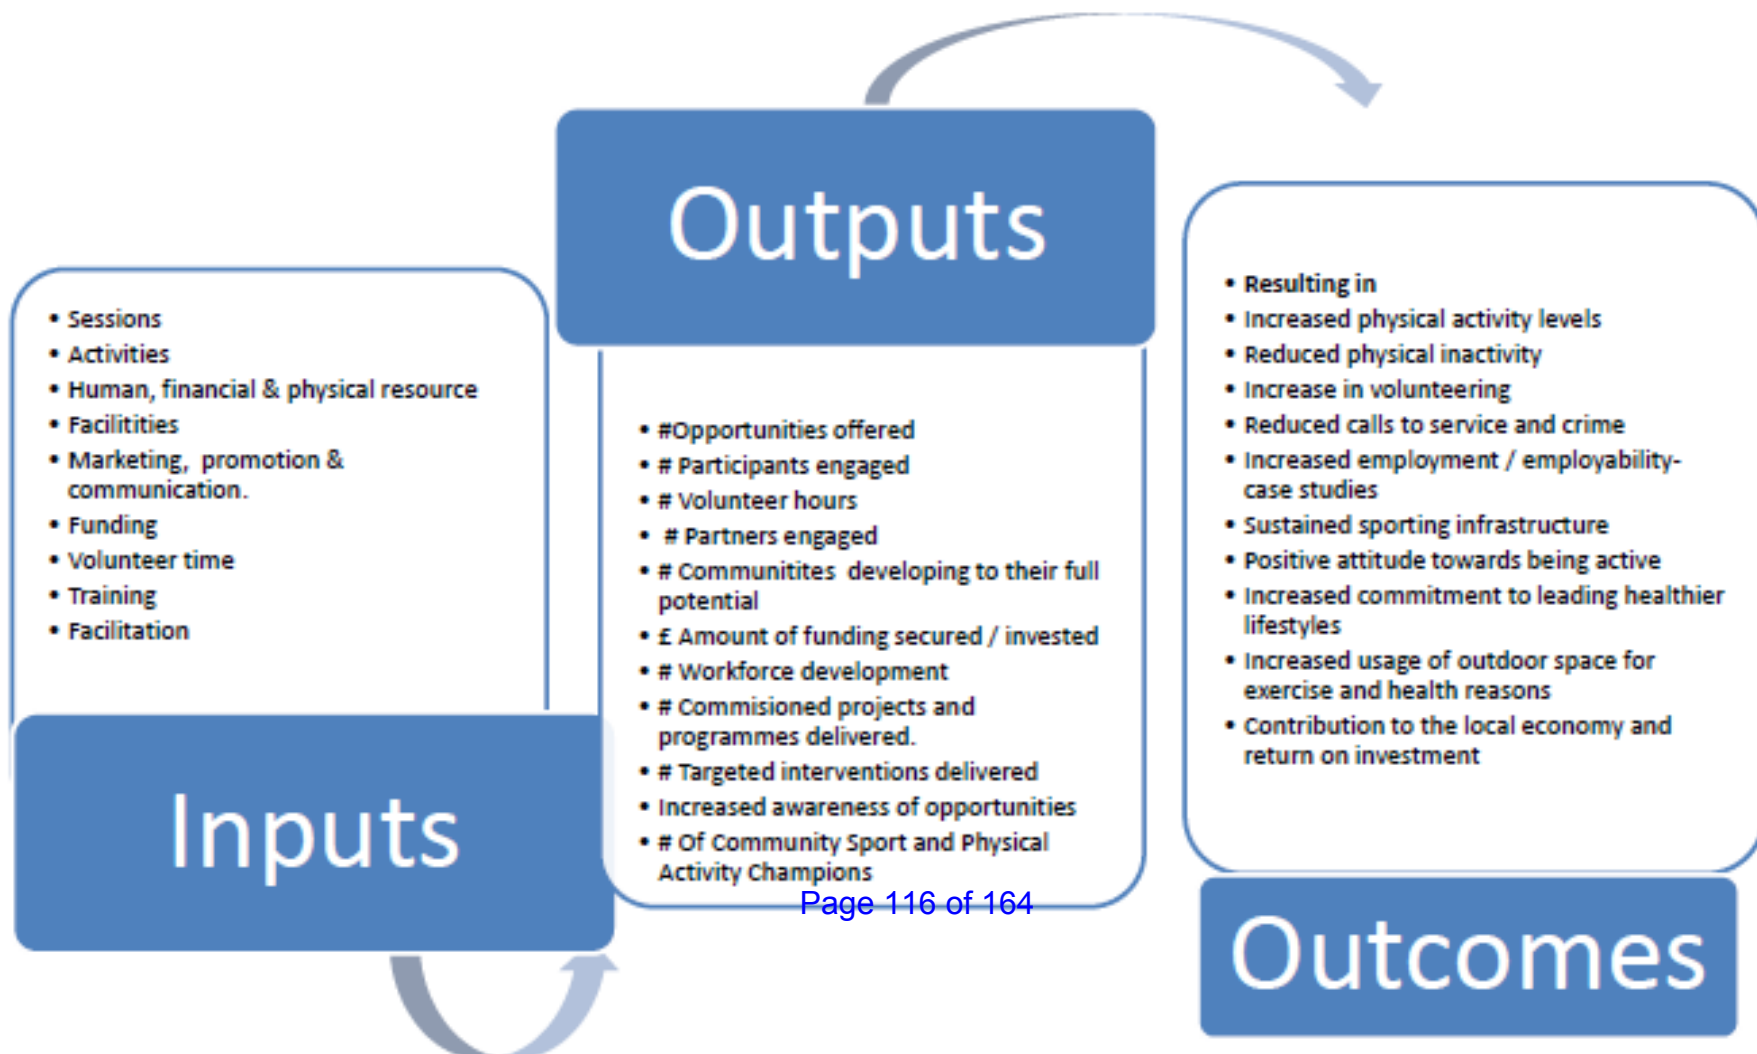 • Sessions
• Activities
• Human, financial & physical resource
• Facilitities
• Marketing, promotion &
communication.
• Funding
• Volunteer time
• Training
• Facilitation
Inputs
Outputs
• #Opportunities offered
• # Participants engaged
• # Volunteer hours
• # Partners engaged
• # Communitites developing to their full
potential
• £ Amount of funding secured / invested
• # Workforce development
• # Commisioned projects and
programmes delivered.
• # Targeted interventions delivered
• Increased awareness of opportunities
• # Of Community Sport and Physical
Activity Champions
Page 116 of 164
• Resulting in
• Increased physical activity levels
• Reduced physical inactivity
• Increase in volunteering
• Reduced calls to service and crime
• Increased employment / employability-
case studies
• Sustained sporting infrastructure
• Positive attitude towards being active
• Increased commitment to leading healthier
lifestyles
• Increased usage of outdoor space for
exercise and health reasons
• Contribution to the local economy and
return on investment
Outcomes